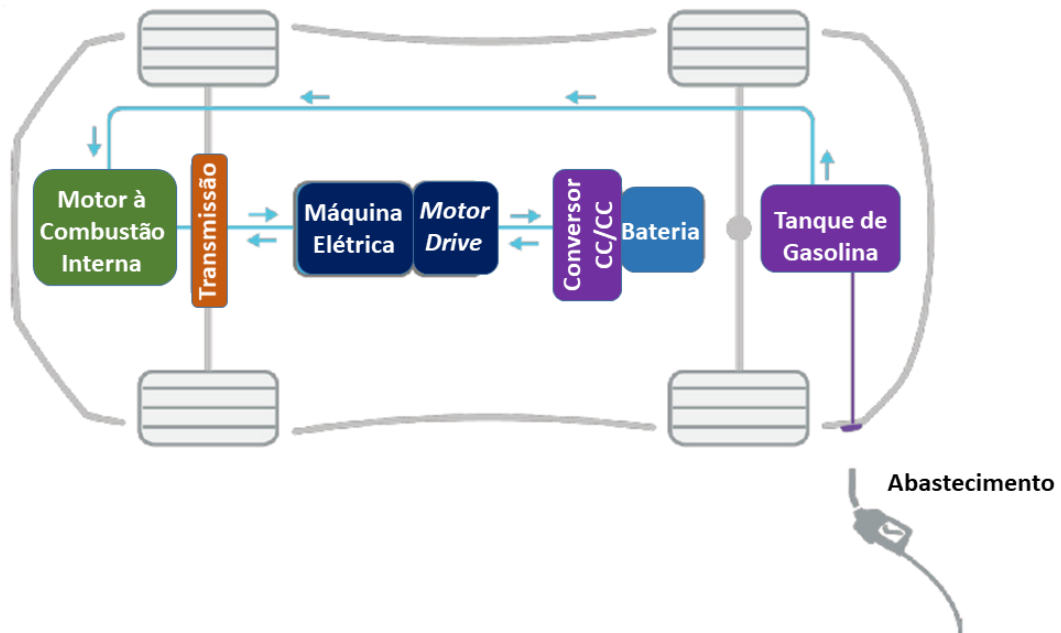 Motor à
Combustão
Interna
Transmissão
Máquina
Elétrica
Motor
Drive
Conversor
CC/CC
Bateria
Tanque de
Gasolina
Abastecimento